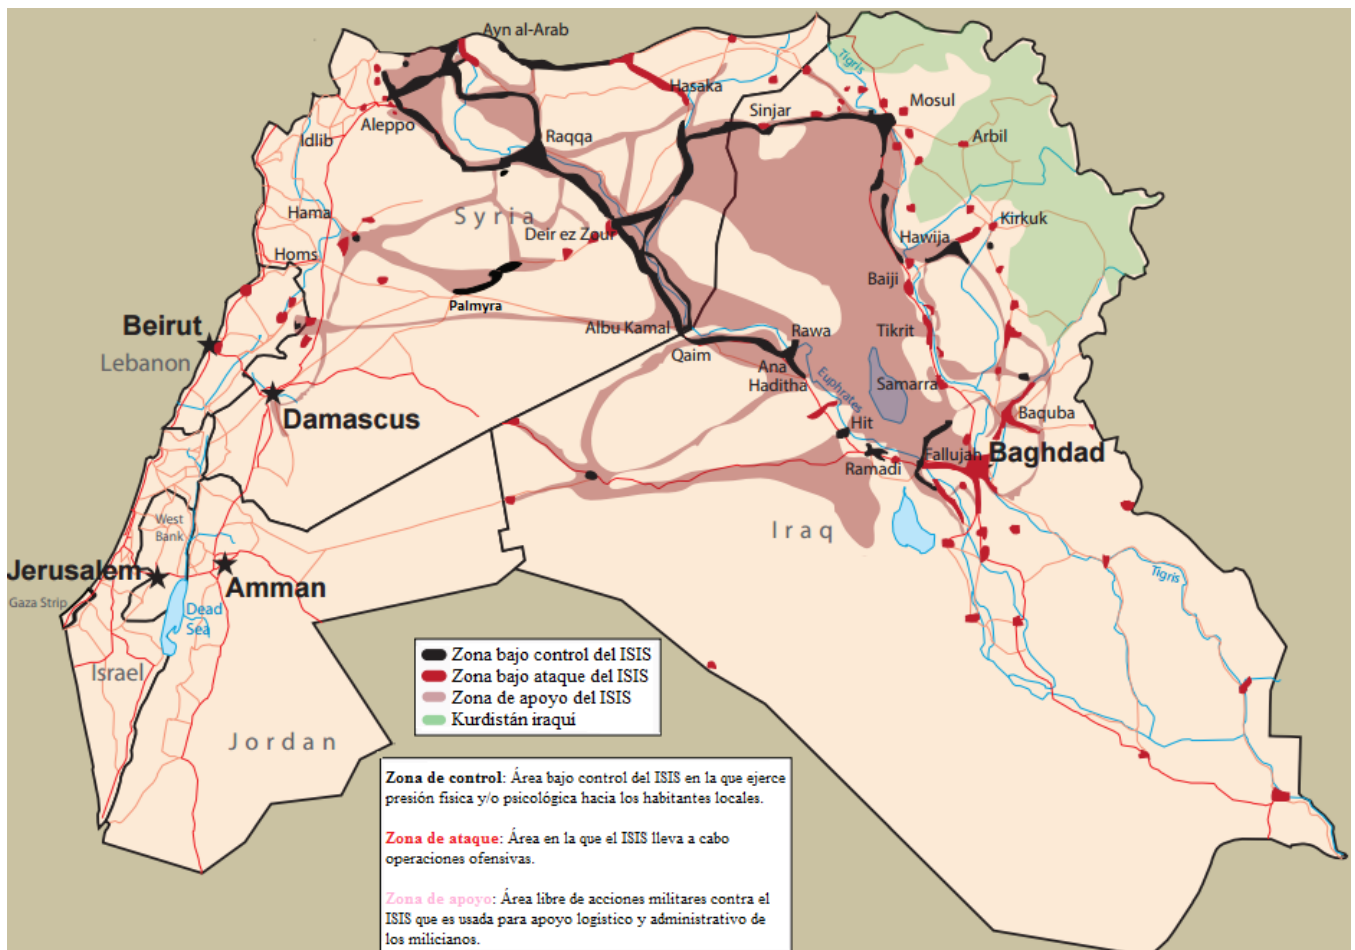 Ayn al-Arab
Tigris
Hasaka
Mosul
Sinjar
Aleppo
Arbil
Idlib
Raqqa
Hama
Syria
Kirkuk
Deir ez Zour
Hawija
Homs
Baiji
Palmyra
Beirut
Albu Kamal
Rawa
Tikrit
Lebanon
Qaim
Ana
Haditha
Euphrates
Samarra
Damascus
Hit
Baquba
Fallujah
Baghdad
Ramadi
West
Bank
Iraq
Jerusalem
Amman
Tigris
Gaza Strip
Dead
Sea
Israel
Jordan
Zona bajo control del ISIS
Zona bajo ataque del ISIS
Zona de apoyo del ISIS
Kurdistán iraquí
Zona de control: Área bajo control del ISIS en la que ejerce
presión física y/o psicológica hacia los habitantes locales.
Zona de ataque: Área en la que el ISIS lleva a cabo
operaciones ofensivas.
Zona de apoyo: Área libre de acciones militares contra el
ISIS que es usada para apoyo logístico y administrativo de
los milicianos.